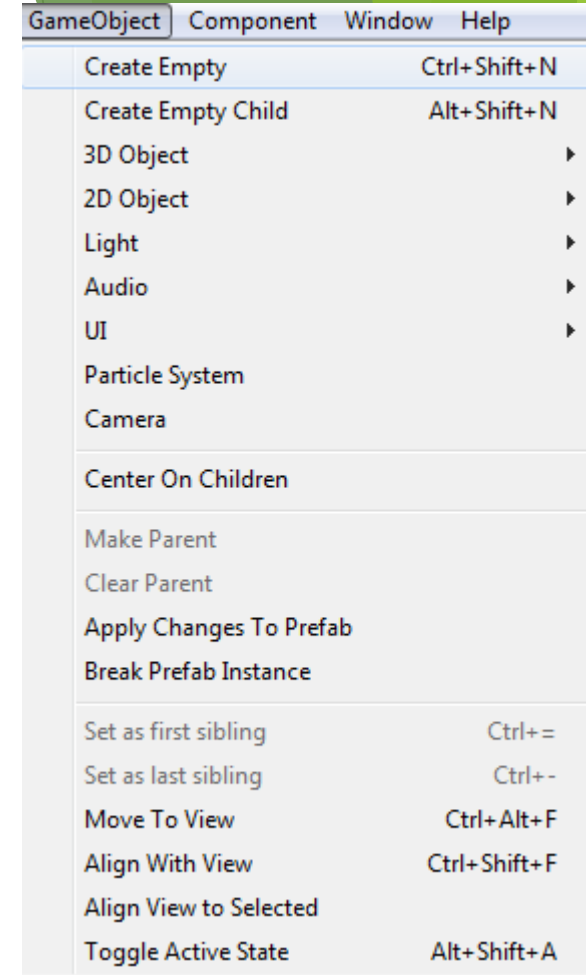 GameObject Component Window Help
Create Empty Ctrl+Shift+N
Create Empty Child Alt+Shift+N
3D Object
2D Object
Light
Audio
UI
Particle System
Camera
Center On Children
Make Parent
Clear Parent
Apply Changes To Prefab
Break Prefab Instance
Set as first sibling Ctrl+=
Set as last sibling Ctrl+-
Move To View Ctrl+Alt+F
Align With View Ctrl+Shift+F
Align View to Selected
Toggle Active State Alt+Shift+A